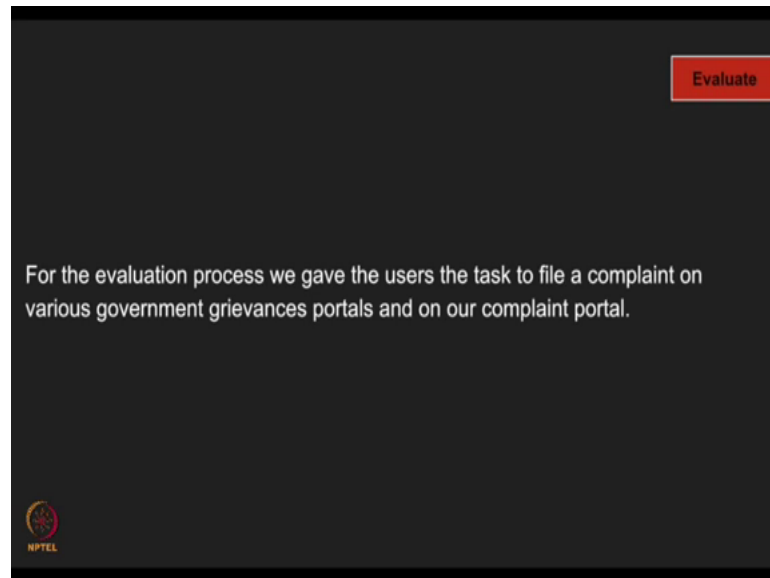 Evaluate
For the evaluation process we gave the users the task to file a complaint on
various government grievances portals and on our complaint portal.
NPTEL